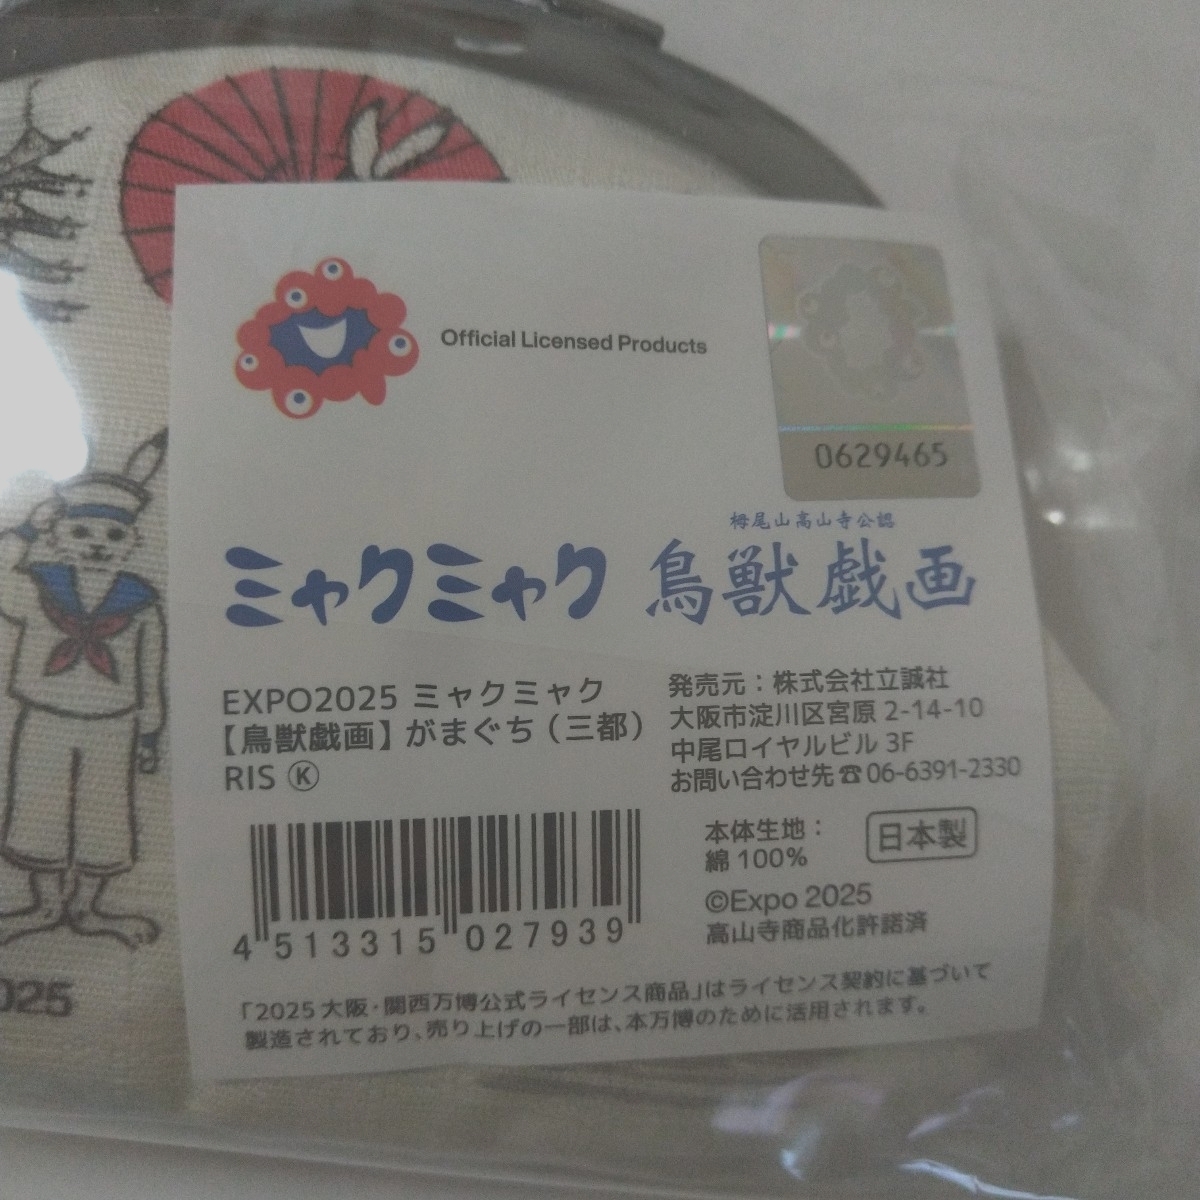 Official Licensed Products
0629465
栂尾山高山寺公認
ミャクミャク 鳥獣戯画
EXPO2025 ミャクミャク
【鳥獣戯画】がまぐち（三都）
RIS Ⓚ
発売元：株式会社立誠社
大阪市淀川区宮原 2-14-10
中尾ロイヤルビル 3F
お問い合わせ先☎06-6391-2330
本体生地：
綿 100%
日本製
©Expo 2025
高山寺商品化許諾済
4 513315 027939
「2025大阪・関西万博公式ライセンス商品」はライセンス契約に基づいて
製造されており、売り上げの一部は、本万博のために活用されます。
025